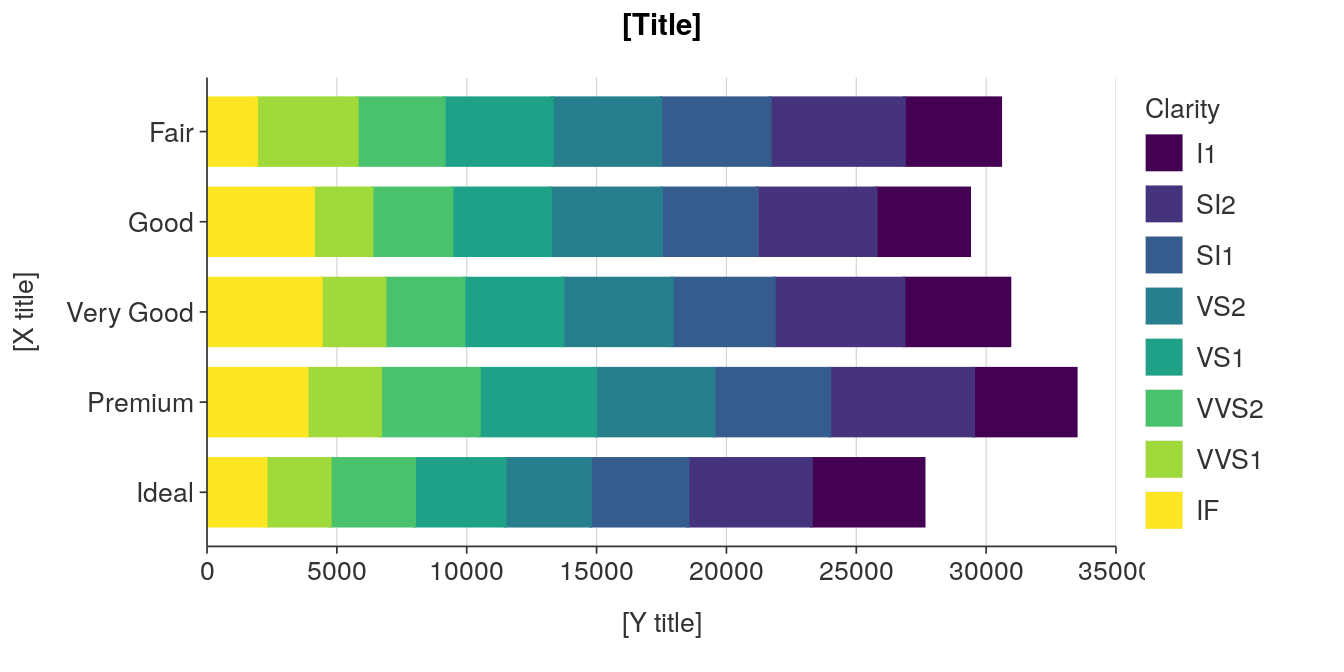 [Title]
Clarity
I1
SI2
SI1
VS2
VS1
VVS2
VVS1
IF
[X title]
Fair
Good
Very Good
Premium
Ideal
0 5000 10000 15000 20000 25000 30000 35000
[Y title]